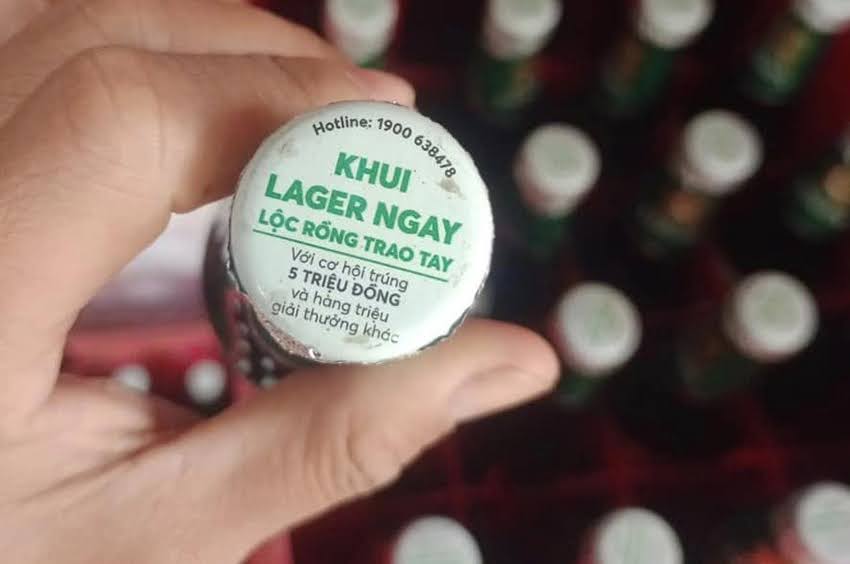 Hotline: 1900 638478
KHUI
LAGER NGAY
LỘC RỒNG TRAO TAY
Với cơ hội trúng
5 TRIỆU ĐỒNG
và hàng triệu
giải thưởng khác